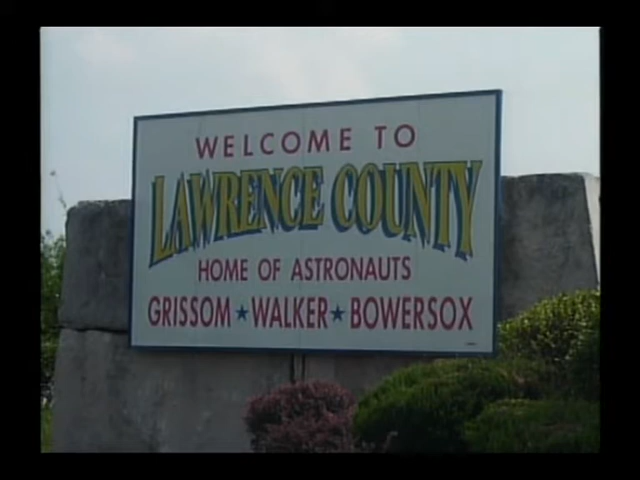 WELCOME TO
LAWRENCE COUNTY
HOME OF ASTRONAUTS
GRISSOM★WALKER★BOWERSOX